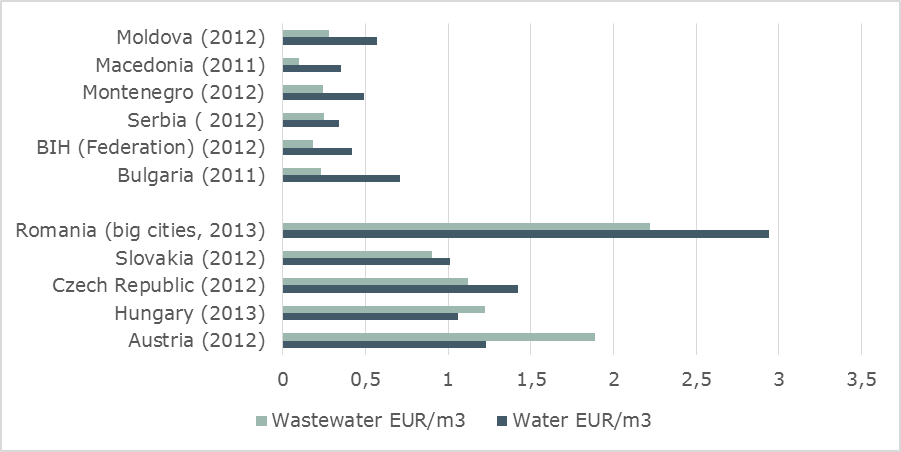 Moldova (2012)
Macedonia (2011)
Montenegro (2012)
Serbia ( 2012)
BIH (Federation) (2012)
Bulgaria (2011)
Romania (big cities, 2013)
Slovakia (2012)
Czech Republic (2012)
Hungary (2013)
Austria (2012)
0 0,5 1 1,5 2 2,5 3 3,5
Wastewater EUR/m3 Water EUR/m3